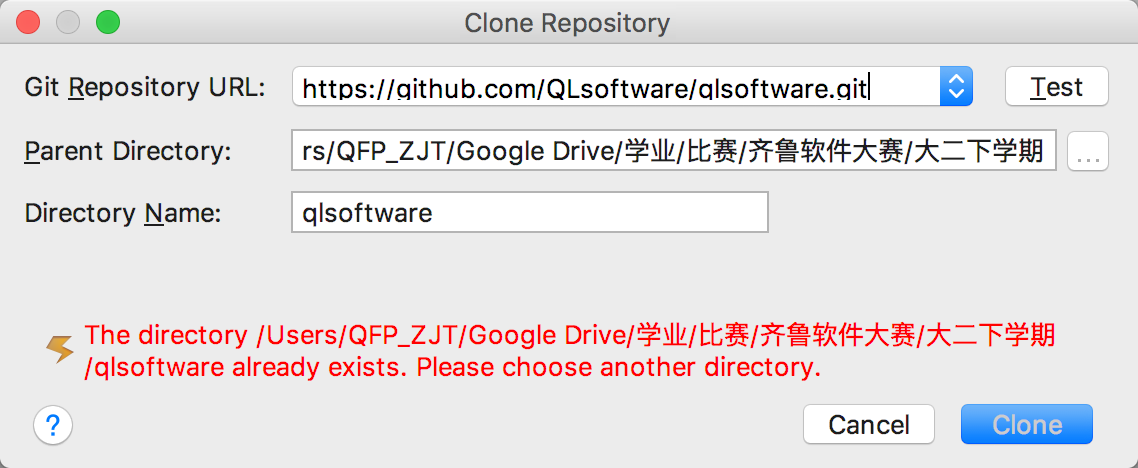 Clone Repository
Git Repository URL: https://github.com/QLsoftware/qlsoftware.git Test
Parent Directory: rs/QFP_ZJT/Google Drive/学业/比赛/齐鲁软件大赛/大二下学期 ...
Directory Name: qlsoftware
The directory /Users/QFP_ZJT/Google Drive/学业/比赛/齐鲁软件大赛/大二下学期
/qlsoftware already exists. Please choose another directory.
? Cancel Clone